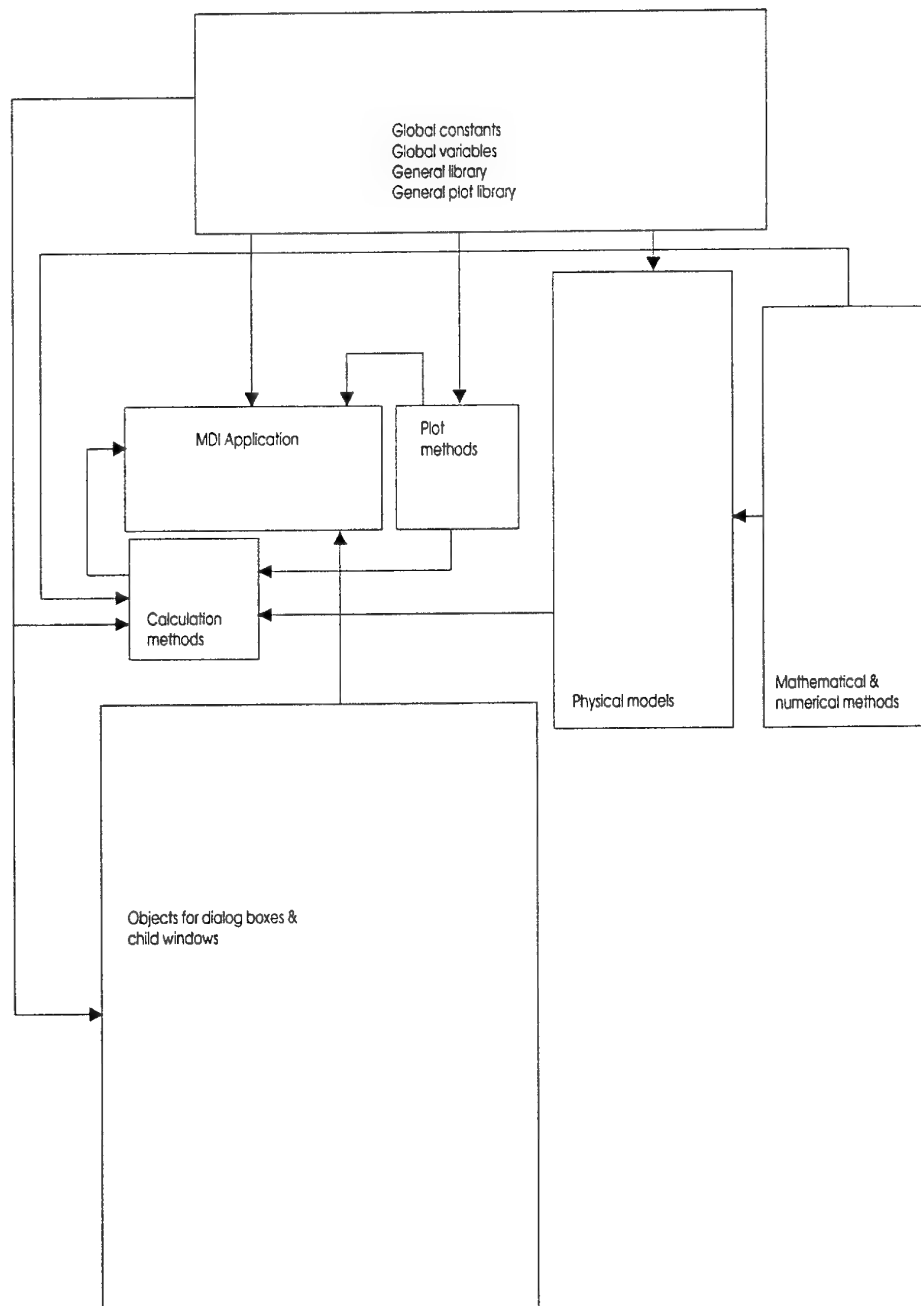 Global constants
Global variables
General library
General plot library
MDI Application
Plot
methods
Calculation
methods
Physical models
Mathematical &
numerical methods
Objects for dialog boxes &
child windows